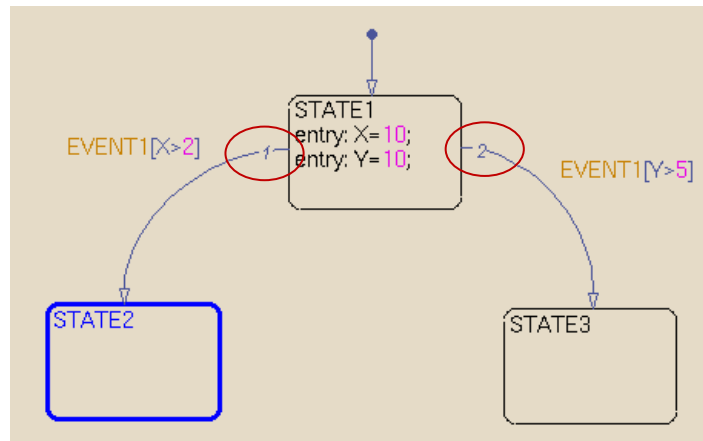 STATE1
entry: X=10;
entry: Y=10;
EVENT1[X>2]
1
2
EVENT1[Y>5]
STATE2
STATE3